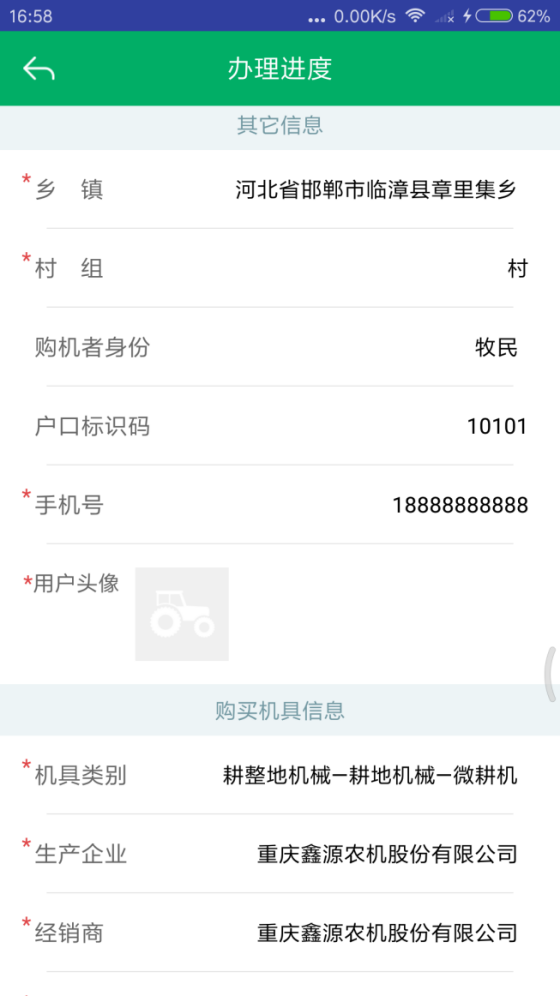 16:58 ... 0.00K/s 62%
办理进度
其它信息
*乡 镇 河北省邯郸市临漳县章里集乡
*村 组 村
购机者身份 牧民
户口标识码 10101
*手机号 18888888888
*用户头像
购买机具信息
*机具类别 耕整地机械—耕地机械—微耕机
*生产企业 重庆鑫源农机股份有限公司
*经销商 重庆鑫源农机股份有限公司